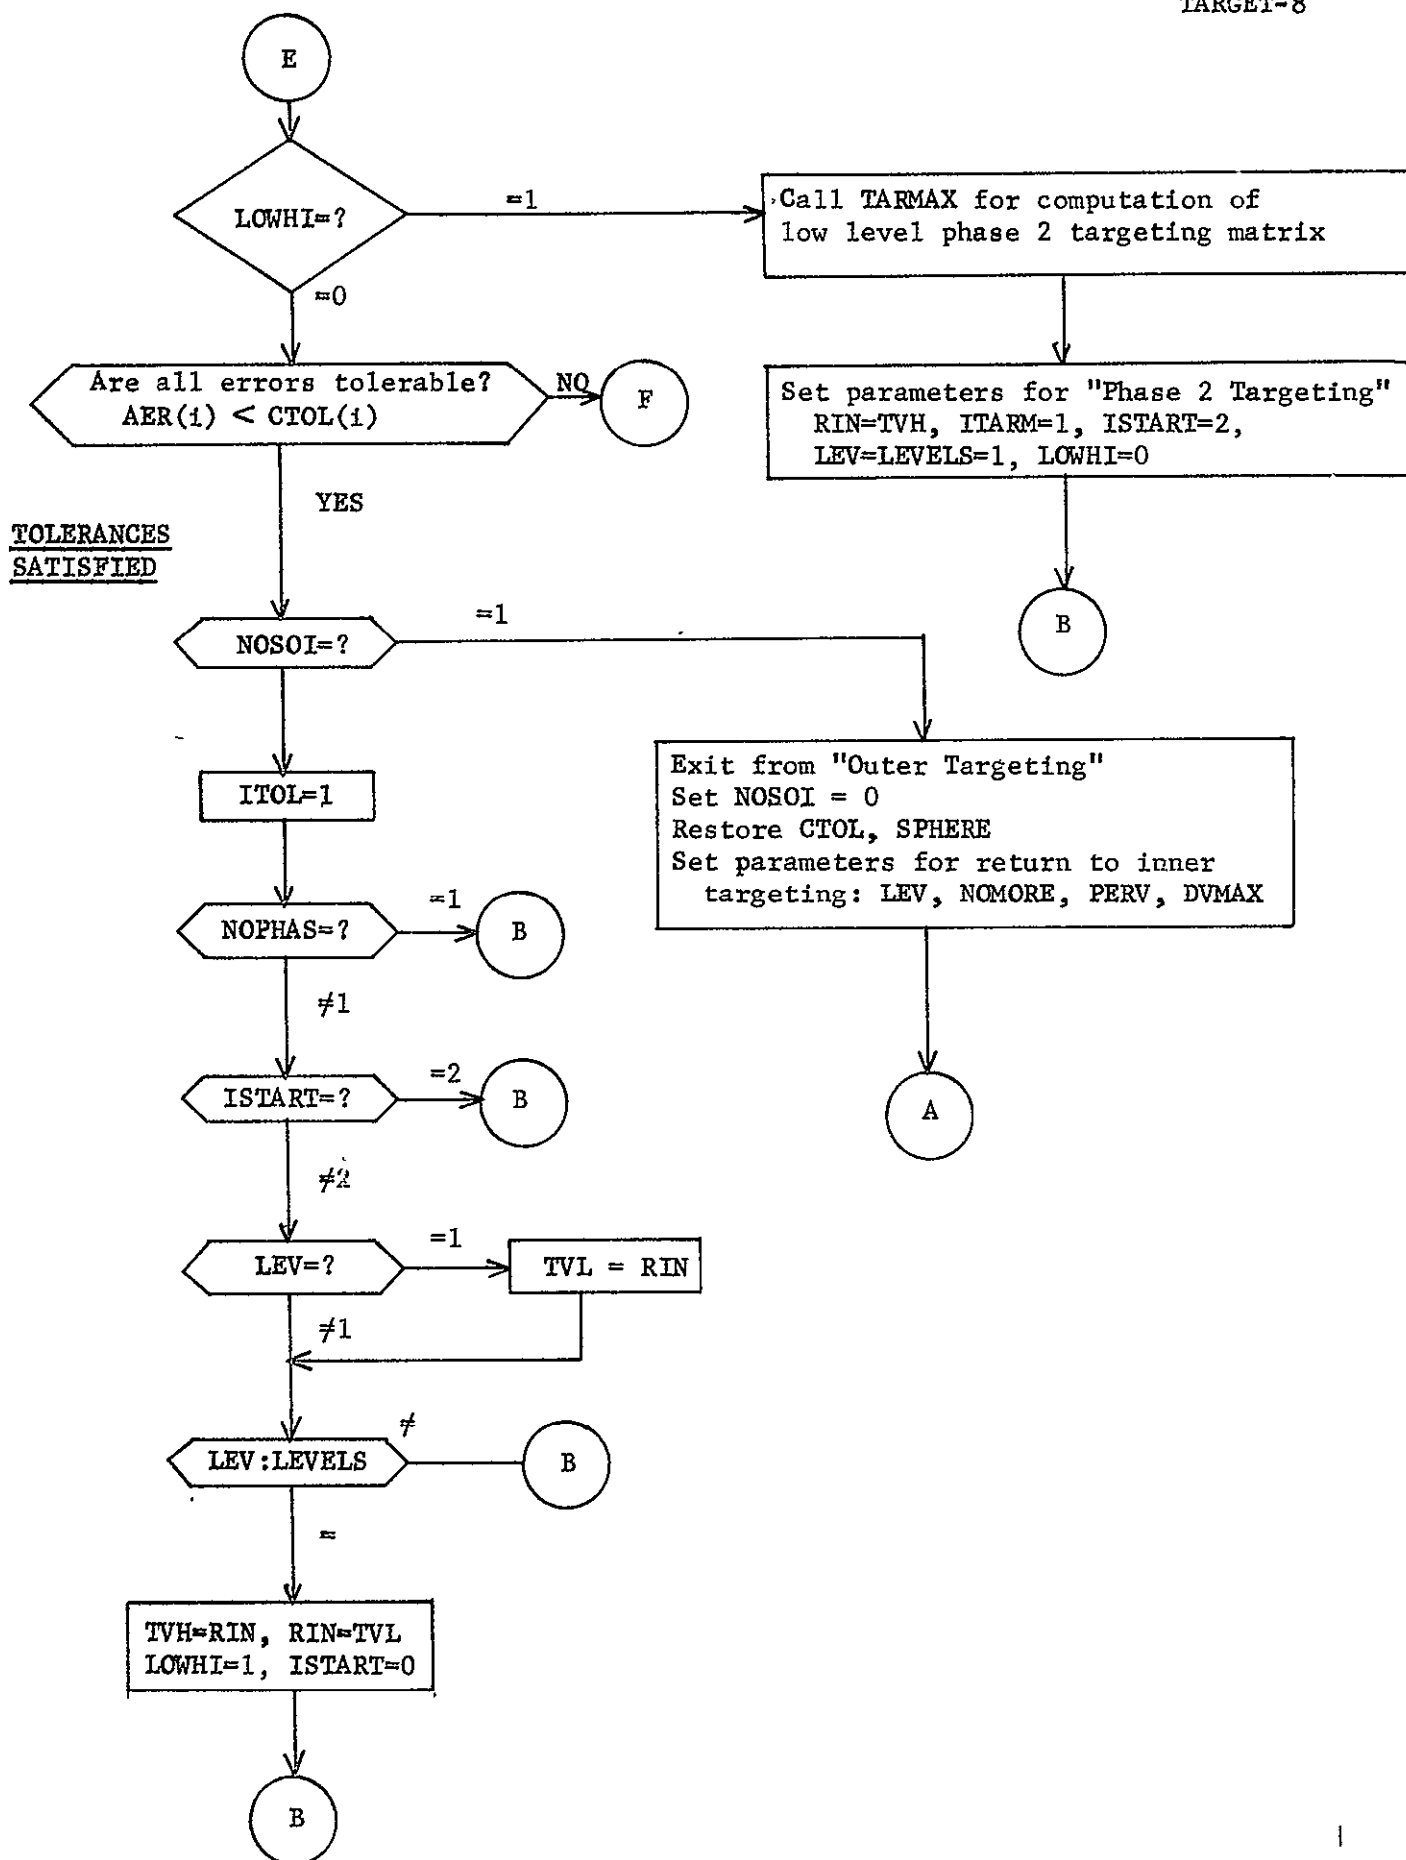 TARGET-8
E
LOWHI=?
=1
Call TARMAX for computation of
low level phase 2 targeting matrix
=0
Are all errors tolerable?
AER(i) < CTOL(i)
NO
F
Set parameters for "Phase 2 Targeting"
RIN=TVH, ITARM=1, ISTART=2,
LEV=LEVELS=1, LOWHI=0
YES
TOLERANCES
SATISFIED
B
NOSOI=?
=1
Exit from "Outer Targeting"
Set NOSOI = 0
Restore CTOL, SPHERE
Set parameters for return to inner
targeting: LEV, NOMORE, PERV, DVMAX
ITOL=1
NOPHAS=?
=1
B
≠1
ISTART=?
=2
B
A
≠2
LEV=?
=1
TVL = RIN
≠1
LEV:LEVELS
≠
B
=
TVH=RIN, RIN=TVL
LOWHI=1, ISTART=0
B